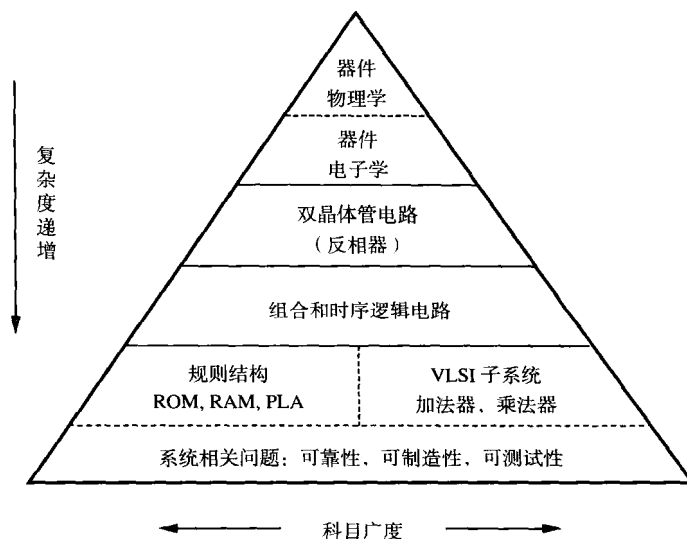 器件
物理学
器件
电子学
复杂度递增
双晶体管电路
（反相器）
组合和时序逻辑电路
规则结构
ROM, RAM, PLA
VLSI 子系统
加法器、乘法器
系统相关问题：可靠性，可制造性，可测试性
科目广度